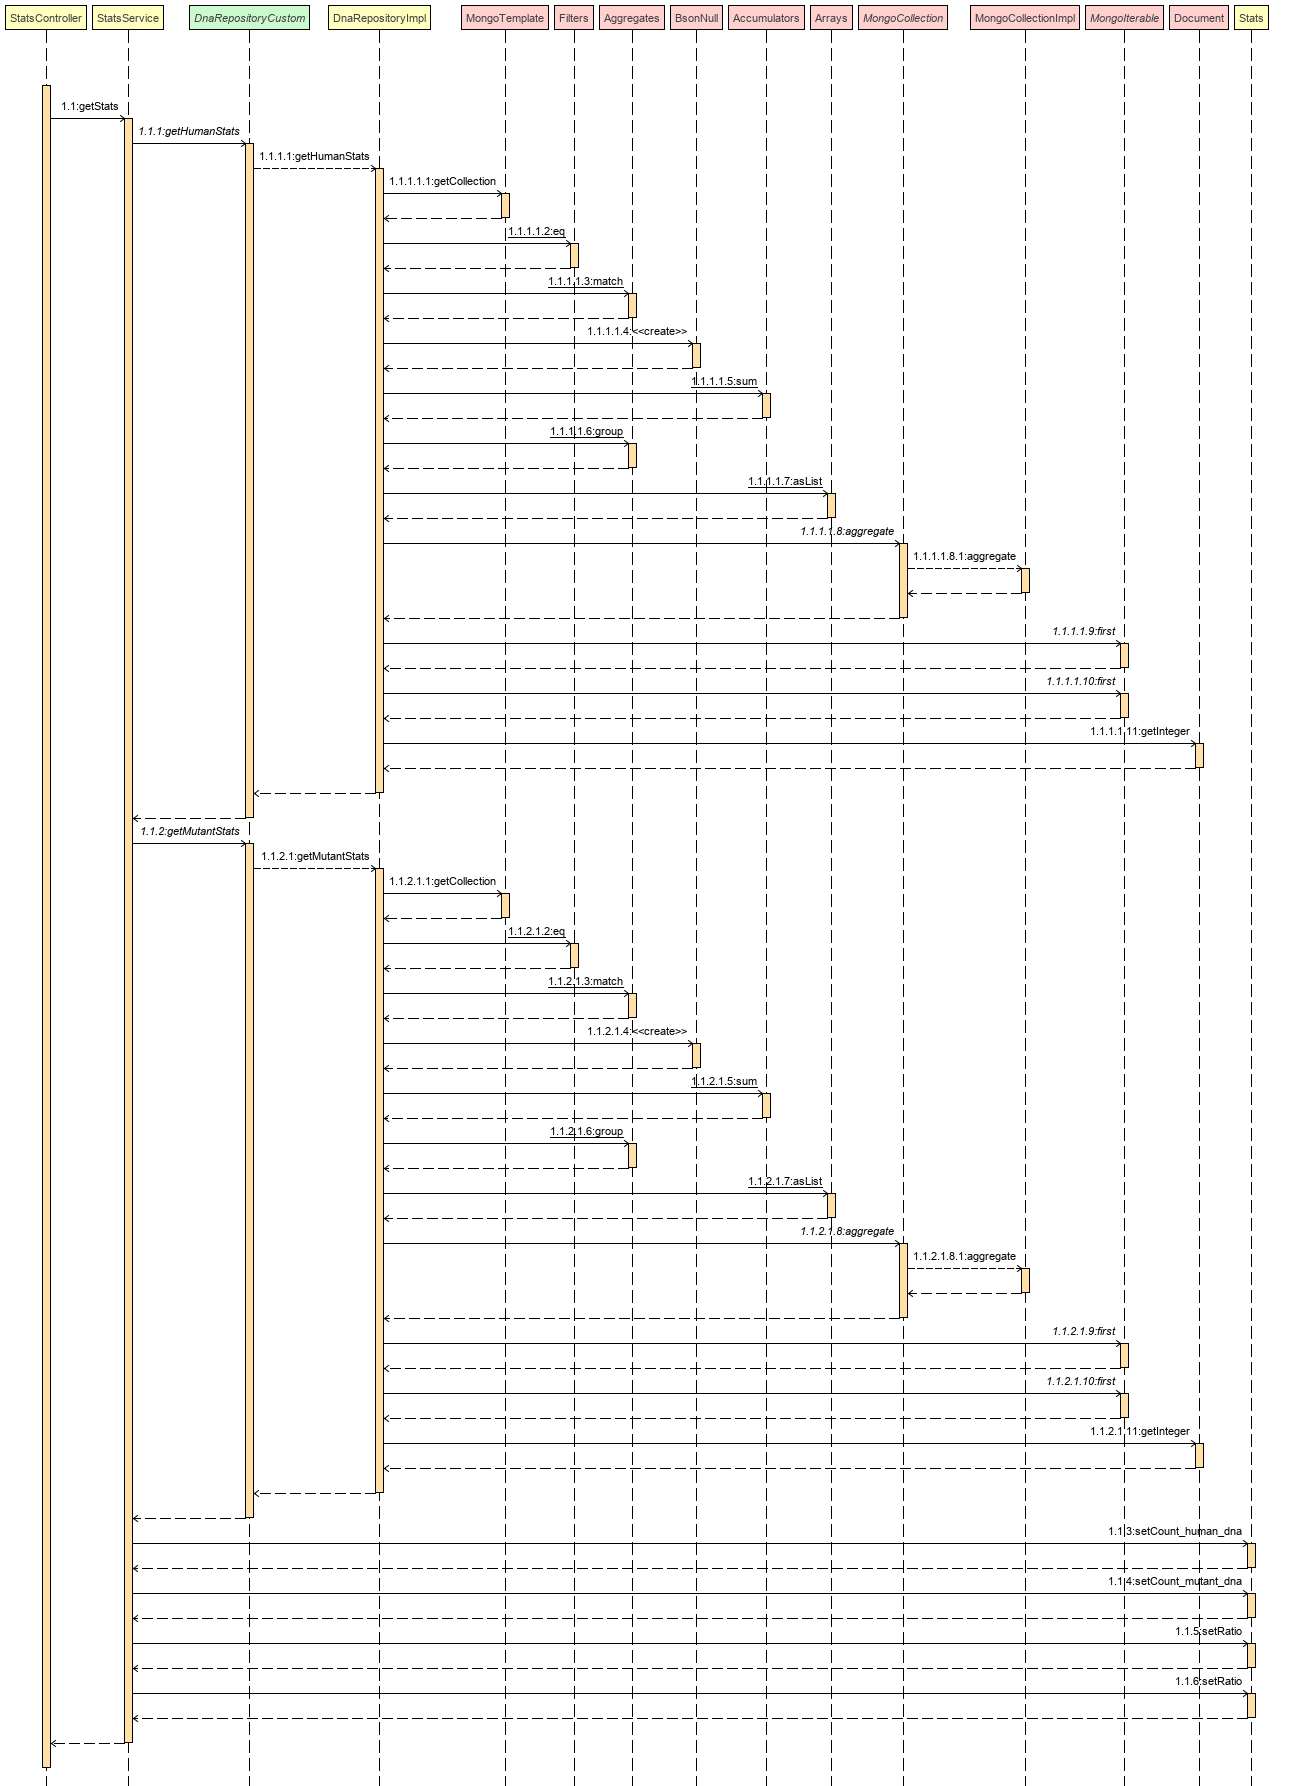 StatsController StatsService DnaRepositoryCustom DnaRepositoryImpl MongoTemplate Filters Aggregates BsonNull Accumulators Arrays MongoCollection MongoCollectionImpl MongoIterable Document Stats
1.1:getStats
1.1.1:getHumanStats
1.1.1.1:getHumanStats
1.1.1.1.1:getCollection
1.1.1.1.2:eq
1.1.1.1.3:match
1.1.1.1.4:<<create>>
1.1.1.1.5:sum
1.1.1.1.6:group
1.1.1.1.7:asList
1.1.1.1.8:aggregate
1.1.1.1.8.1:aggregate
1.1.1.1.9:first
1.1.1.1.10:first
1.1.1.1.11:getInteger
1.1.2:getMutantStats
1.1.2.1:getMutantStats
1.1.2.1.1:getCollection
1.1.2.1.2:eq
1.1.2.1.3:match
1.1.2.1.4:<<create>>
1.1.2.1.5:sum
1.1.2.1.6:group
1.1.2.1.7:asList
1.1.2.1.8:aggregate
1.1.2.1.8.1:aggregate
1.1.2.1.9:first
1.1.2.1.10:first
1.1.2.1.11:getInteger
1.1.3:setCount_human_dna
1.1.4:setCount_mutant_dna
1.1.5:setRatio
1.1.6:setRatio